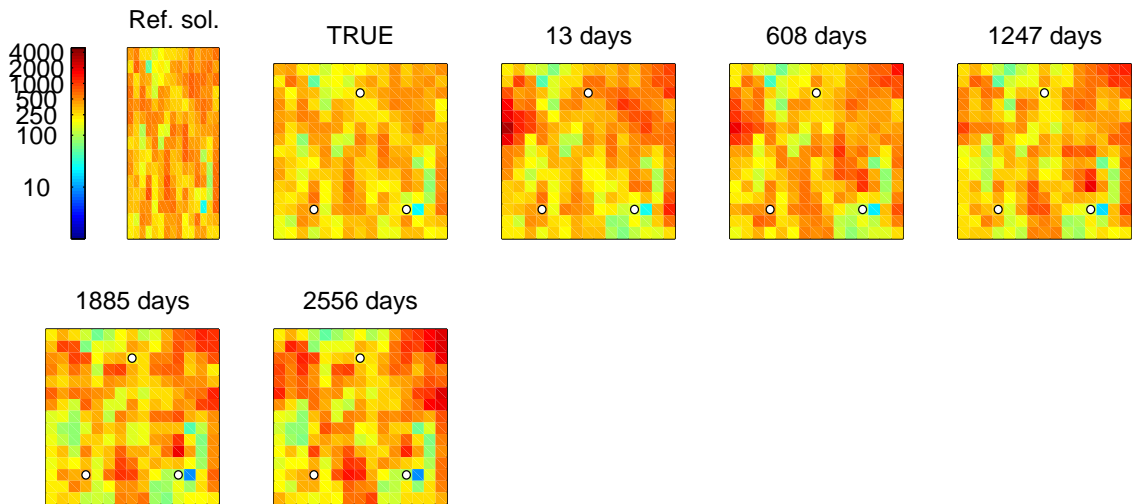 Ref. sol.
TRUE
13 days
608 days
1247 days
4000
2000
1000
500
250
100
10
1885 days
2556 days